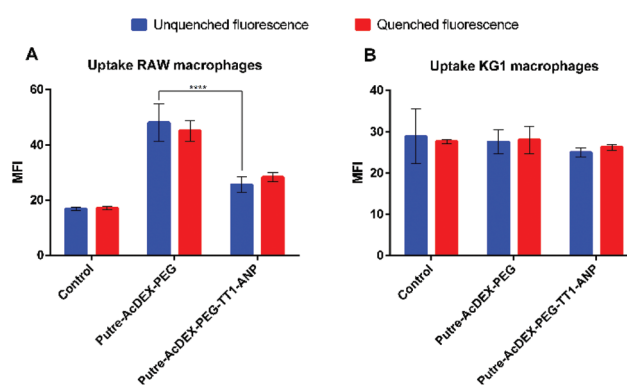 Unquenched fluorescence Quenched fluorescence
A
Uptake RAW macrophages
****
60
40
20
0
MFI
Control
Putre-AcDEX-PEG
Putre-AcDEX-PEG-TT1-ANP
B
Uptake KG1 macrophages
40
30
20
10
0
MFI
Control
Putre-AcDEX-PEG
Putre-AcDEX-PEG-TT1-ANP